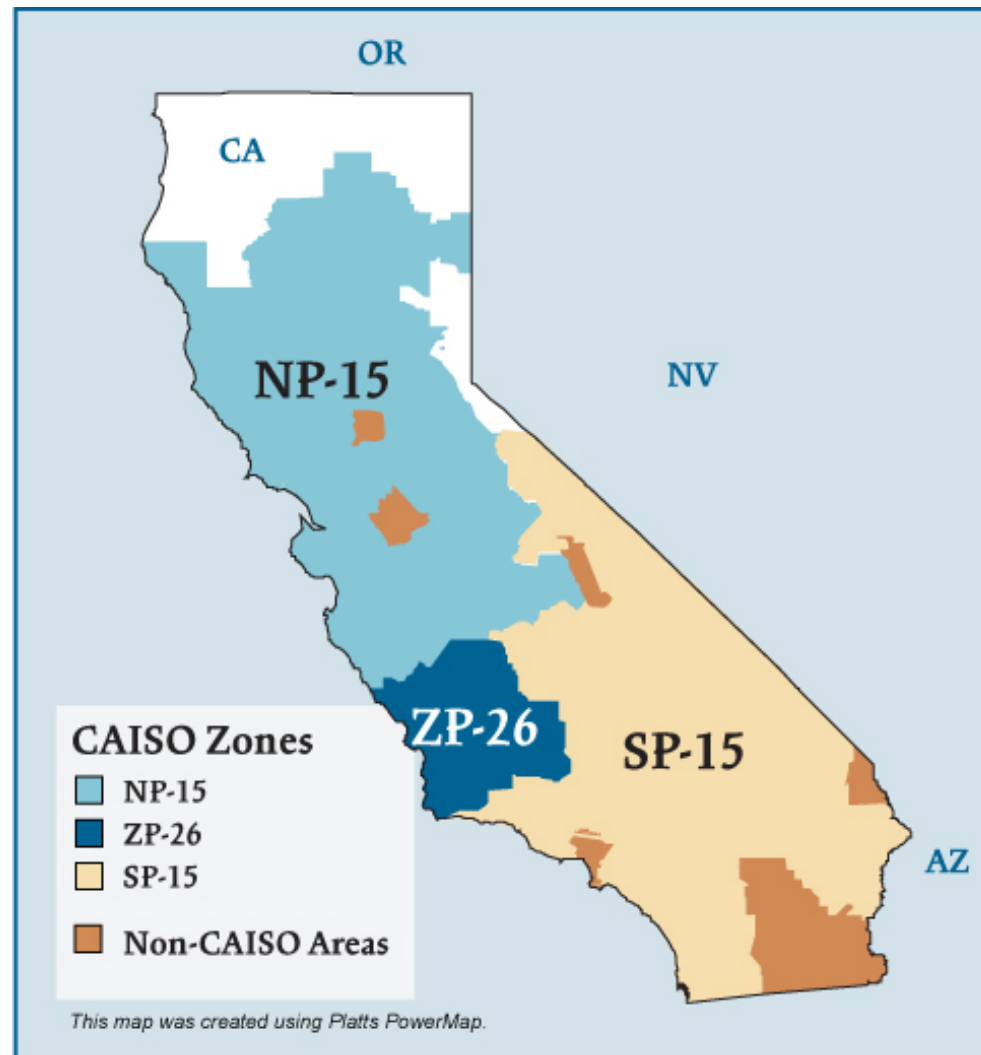 OR
CA
NP-15
NV
ZP-26
SP-15
AZ
CAISO Zones
NP-15
ZP-26
SP-15
Non-CAISO Areas
This map was created using Platts PowerMap.